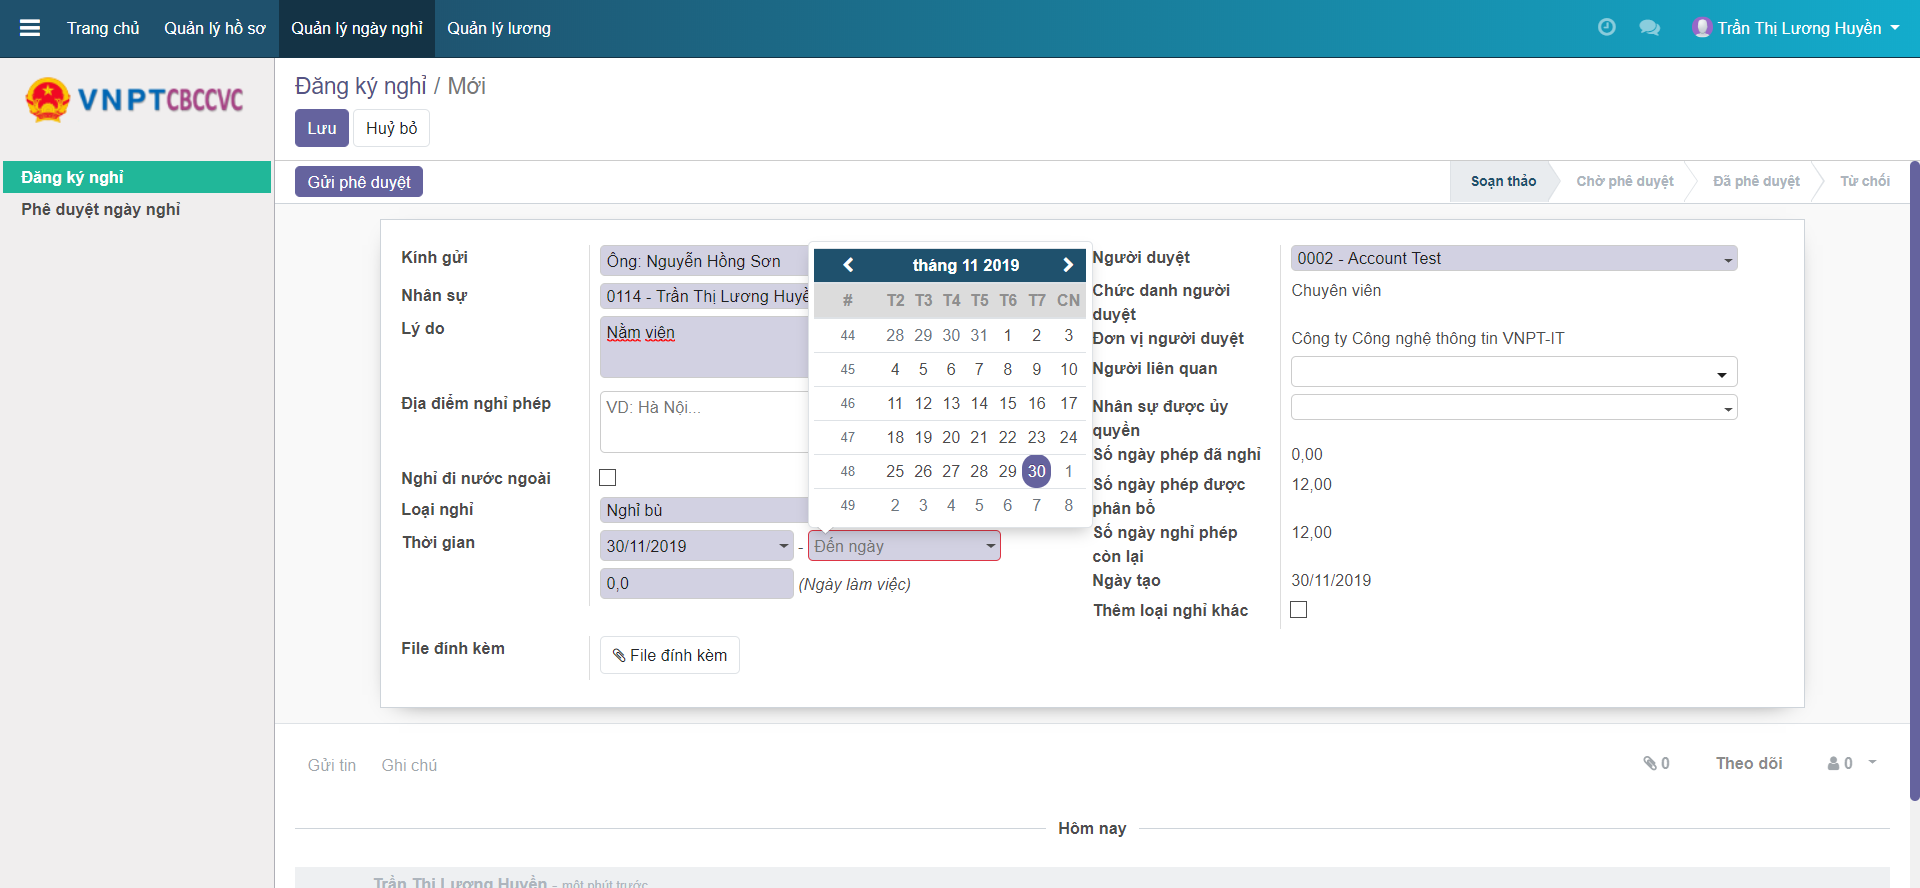 Trang chủ Quản lý hồ sơ Quản lý ngày nghỉ Quản lý lương Trần Thị Lương Huyền
VNPTCBCCVC
Đăng ký nghỉ
Phê duyệt ngày nghỉ
Đăng ký nghỉ / Mới
Lưu Huỷ bỏ
Gửi phê duyệt
Soạn thảo Chờ phê duyệt Đã phê duyệt Từ chối
Kính gửi Ông: Nguyễn Hồng Sơn
Nhân sự 0114 - Trần Thị Lương Huyề
Lý do Nằm viện
Địa điểm nghỉ phép VD: Hà Nội...
Nghỉ đi nước ngoài
Loại nghỉ Nghỉ bù
Thời gian 30/11/2019 - Đến ngày
0,0 (Ngày làm việc)
File đính kèm File đính kèm
tháng 11 2019
# T2 T3 T4 T5 T6 T7 CN
44 28 29 30 31 1 2 3
45 4 5 6 7 8 9 10
46 11 12 13 14 15 16 17
47 18 19 20 21 22 23 24
48 25 26 27 28 29 30 1
49 2 3 4 5 6 7 8
Người duyệt 0002 - Account Test
Chức danh người
duyệt
Chuyên viên
Đơn vị người duyệt Công ty Công nghệ thông tin VNPT-IT
Người liên quan
Nhân sự được ủy
quyền
Số ngày phép đã nghỉ 0,00
Số ngày phép được
phân bổ
12,00
Số ngày nghỉ phép
còn lại
12,00
Ngày tạo 30/11/2019
Thêm loại nghỉ khác
Gửi tin Ghi chú 0 Theo dõi 0
Hôm nay
Trần Thị Lương Huyền - một phút trước